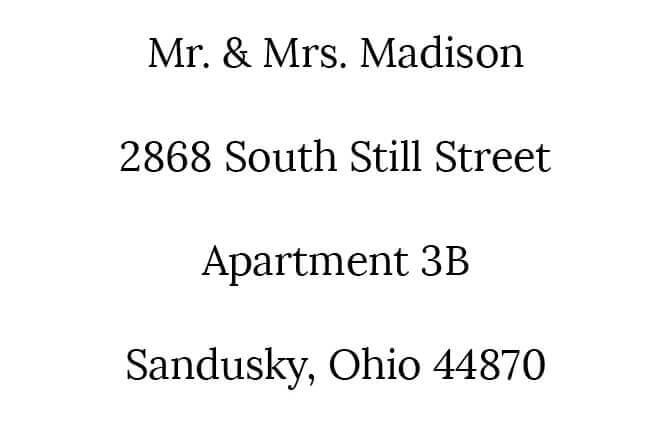 Mr. & Mrs. Madison
2868 South Still Street
Apartment 3B
Sandusky, Ohio 44870